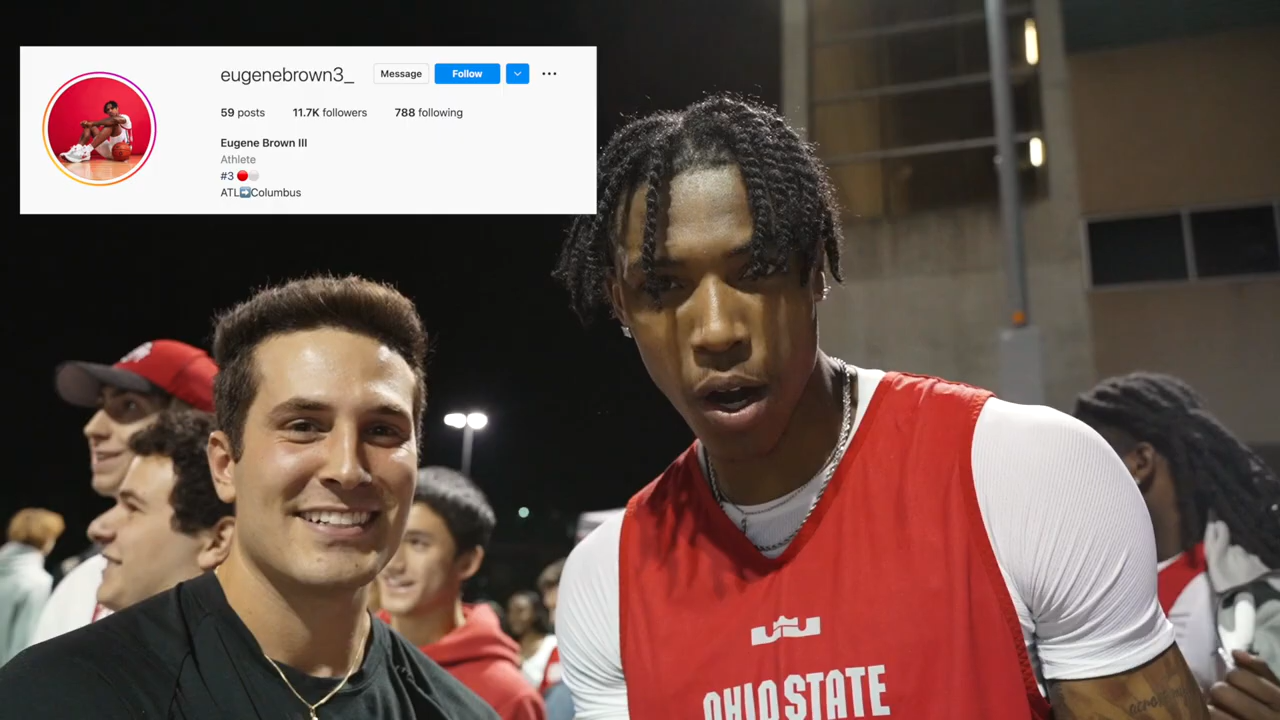 eugenebrown3_ Message Follow
59 posts 11.7K followers 788 following
Eugene Brown III
Athlete
#3 🔴⚪
ATL➡️Columbus
OHIO STATE
across